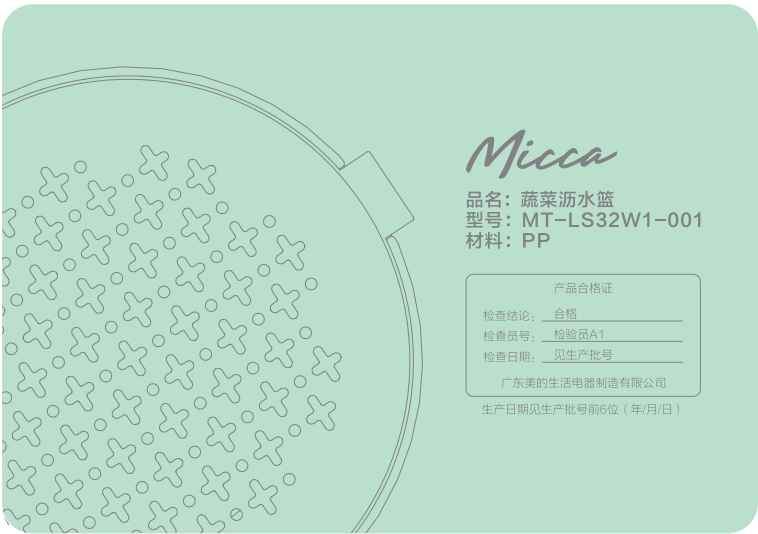 Micca
品名：蔬菜沥水篮
型号：MT-LS32W1-001
材料：PP
产品合格证
检查结论：合格
检查员号：检验员A1
检查日期：见生产批号
广东美的生活电器制造有限公司
生产日期见生产批号前6位（年/月/日）